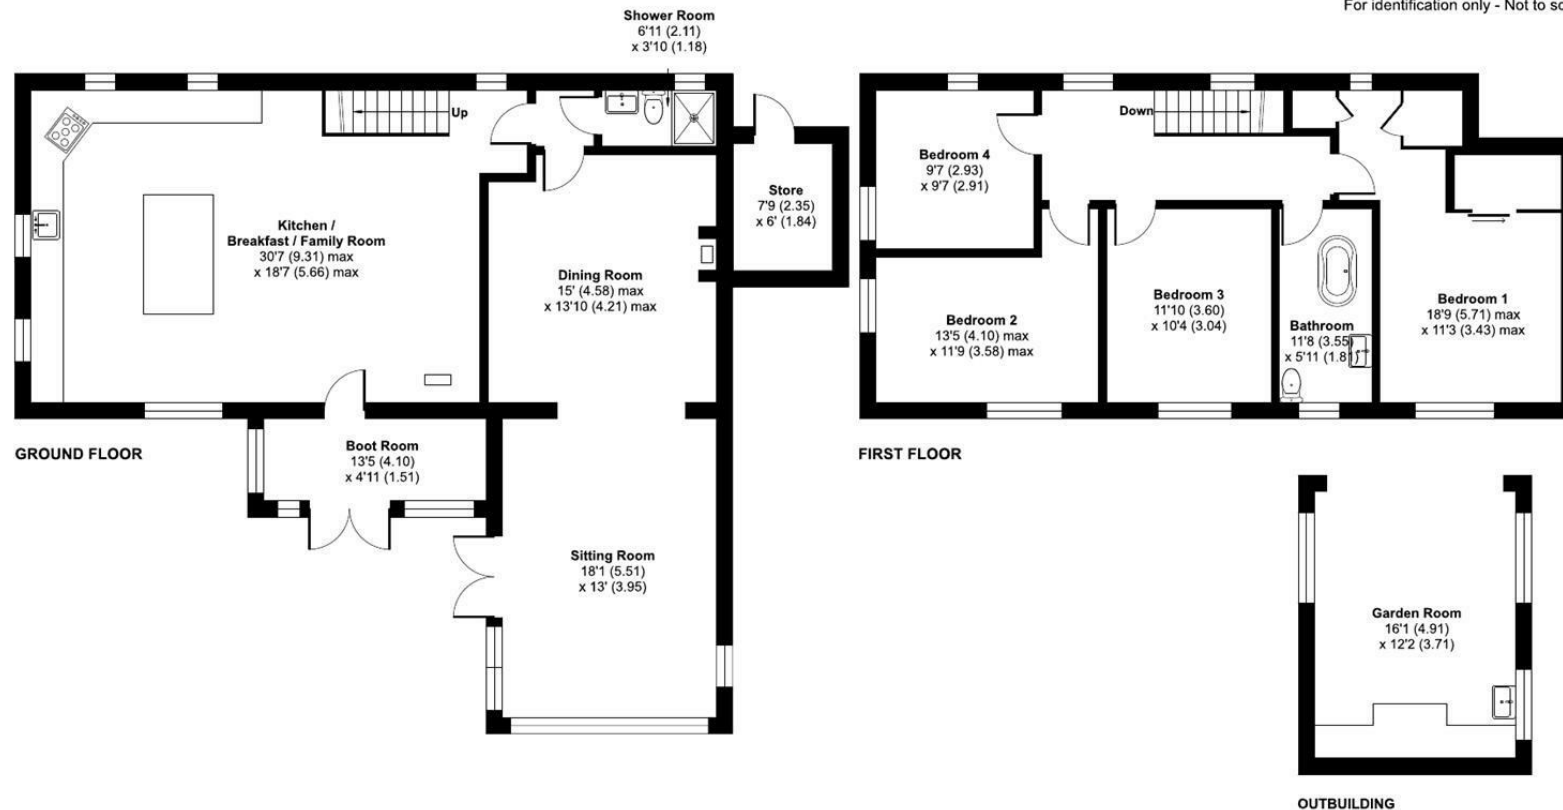 For identification only - Not to
Shower Room
6'11 (2.11)
x 3'10 (1.18)
Up
Kitchen /
Breakfast / Family Room
30'7 (9.31) max
x 18'7 (5.66) max
Dining Room
15' (4.58) max
x 13'10 (4.21) max
Store
7'9 (2.35)
x 6' (1.84)
Boot Room
13'5 (4.10)
x 4'11 (1.51)
Sitting Room
18'1 (5.51)
x 13' (3.95)
GROUND FLOOR
Down
Bedroom 4
9'7 (2.93)
x 9'7 (2.91)
Bedroom 2
13'5 (4.10) max
x 11'9 (3.58) max
Bedroom 3
11'10 (3.60)
x 10'4 (3.04)
Bathroom
11'8 (3.55)
x 5'11 (1.81)
Bedroom 1
18'9 (5.71) max
x 11'3 (3.43) max
FIRST FLOOR
Garden Room
16'1 (4.91)
x 12'2 (3.71)
OUTBUILDING